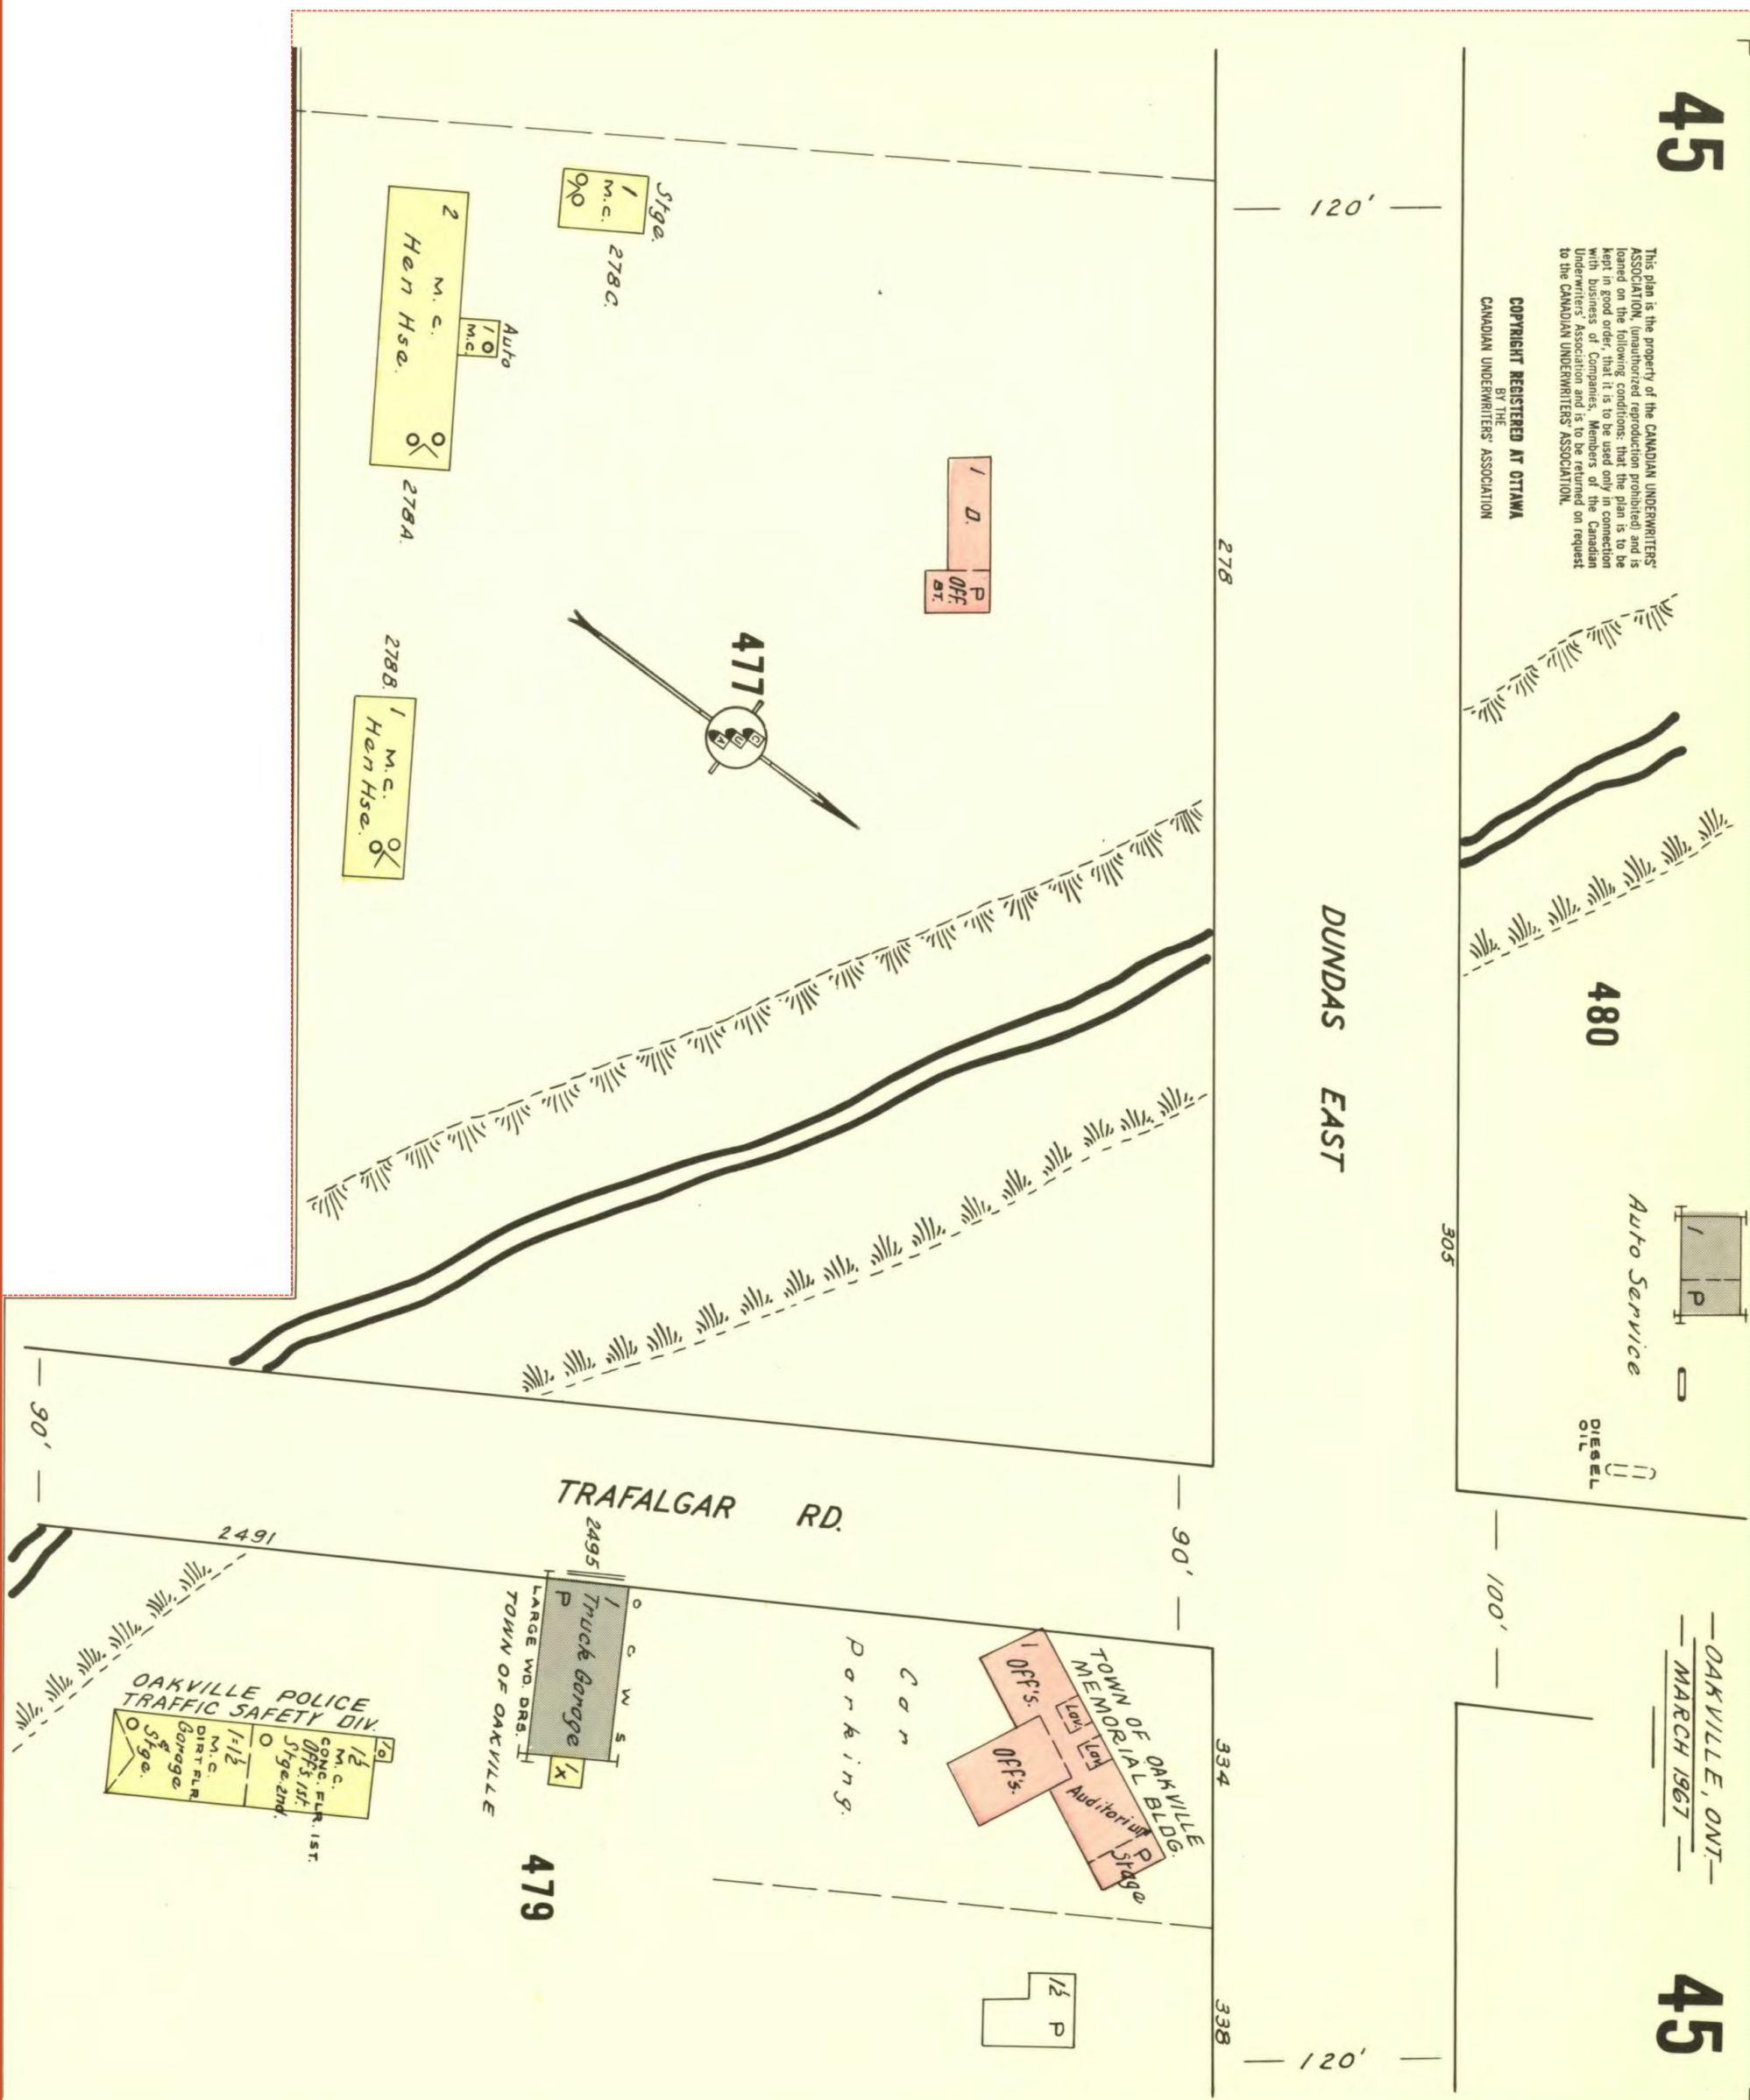 45
This plan is the property of the CANADIAN UNDERWRITERS'
ASSOCIATION, (unauthorized reproduction prohibited) and is
loaned on the following conditions: that the plan is to be
kept in good order, that it is to be used only in connection
with business of Companies, Members of the Canadian
Underwriters' Association and is to be returned on request
to the CANADIAN UNDERWRITERS' ASSOCIATION.
COPYRIGHT REGISTERED AT OTTAWA
BY THE
CANADIAN UNDERWRITERS' ASSOCIATION
— OAKVILLE, ONT —
— MARCH 1967 —
45
480
1 P
Auto Service
DIESEL
OIL
305
120'
DUNDAS EAST
100'
120'
278
334
338
1 D.
P
OFF.
BT.
477
C
U
A
Stge.
1
M.c.
278C.
Auto
1 O
M.C.
2
M. c.
Hen Hse.
278A.
278B.
1 M.c.
Hen Hse.
90'
TRAFALGAR RD.
90'
TOWN OF OAKVILLE
MEMORIAL BLDG.
1
Off's.
Lav.
Lav
Off's.
Auditorium
P
Stage
Car
Parking.
1½ P
2495
O C W S
1
Truck Garage
P
LARGE WD. DRS.
TOWN OF OAKVILLE
1/X
479
2491
OAKVILLE POLICE
TRAFFIC SAFETY DIV.
1/O
1½
M.C.
CONC. FLR. 1ST.
Off's. 1st.
Stge. 2nd.
O
1=1½
M.C.
DIRT FLR
Garage
&
Stge.
O